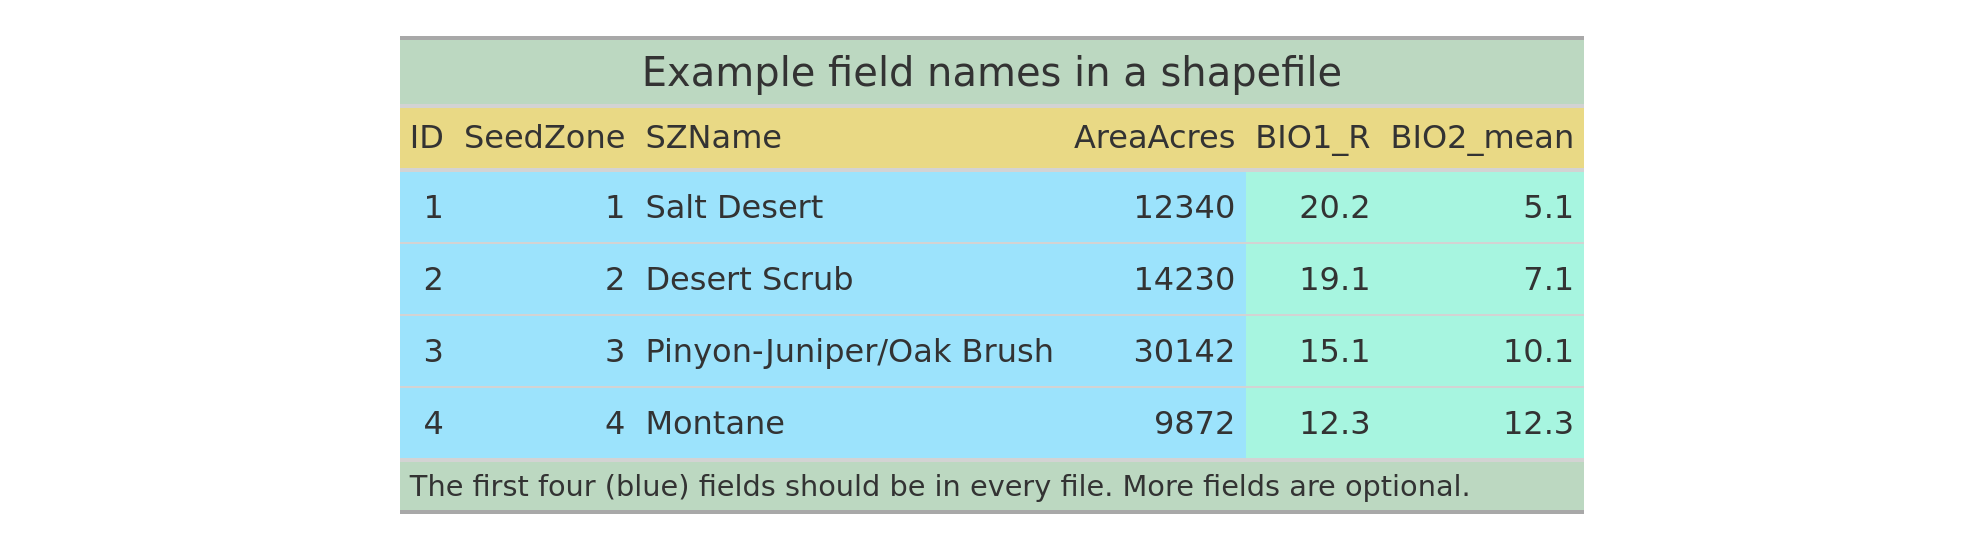 Example field names in a shapefile
ID SeedZone SZName AreaAcres BIO1_R BIO2_mean
1 1 Salt Desert 12340 20.2 5.1
2 2 Desert Scrub 14230 19.1 7.1
3 3 Pinyon-Juniper/Oak Brush 30142 15.1 10.1
4 4 Montane 9872 12.3 12.3
The first four (blue) fields should be in every file. More fields are optional.